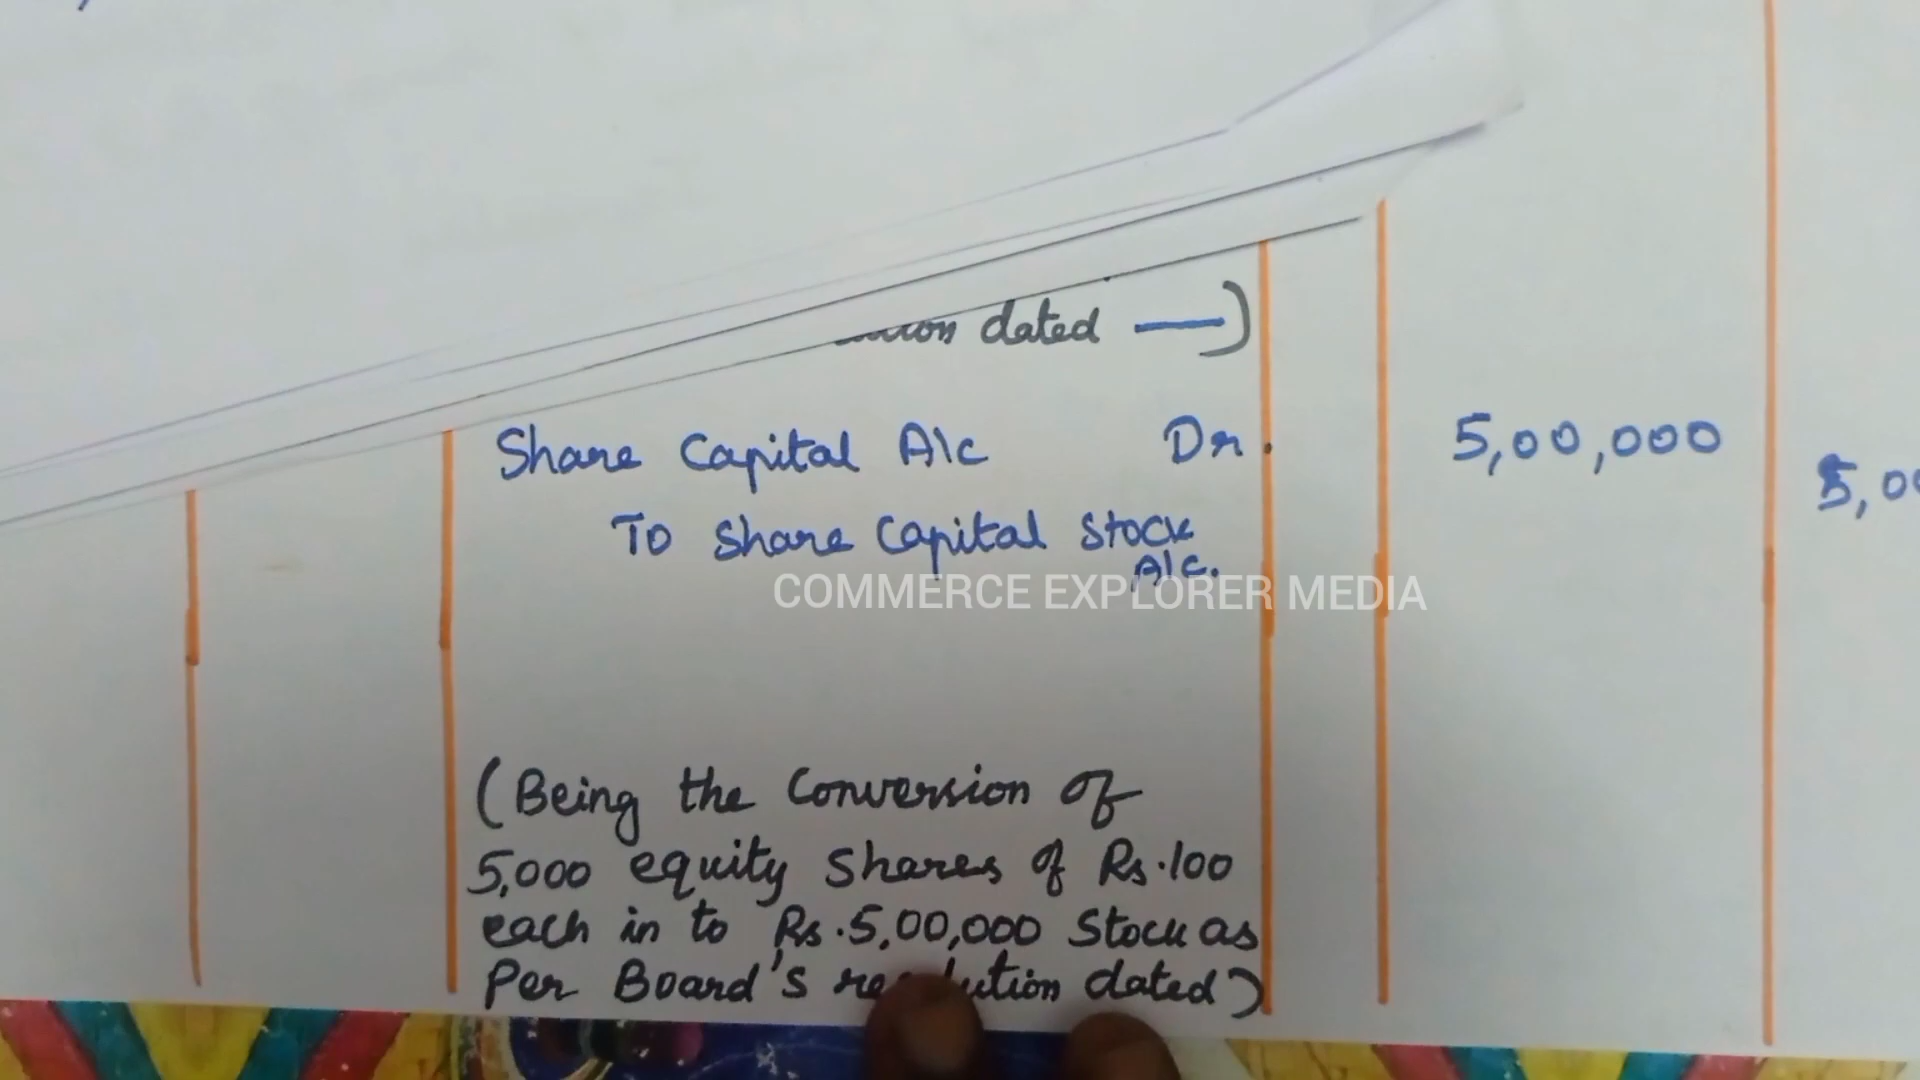 dated —)
Share Capital A/c Dr. 5,00,000
To Share Capital Stock
A/c.
COMMERCE EXPLORER MEDIA
(Being the Conversion of
5,000 equity Shares of Rs.100
each in to Rs.5,00,000 Stock as
Per Board's dated)